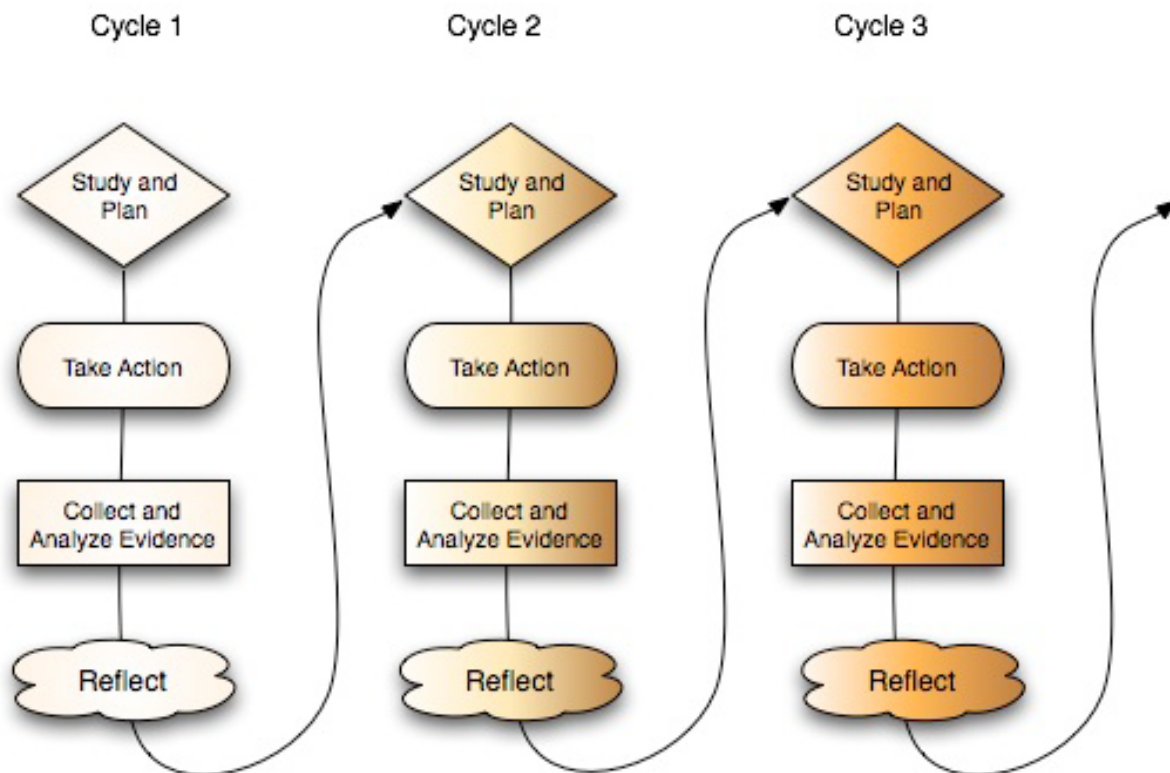 Cycle 1
Cycle 2
Cycle 3
Study and
Plan
Take Action
Collect and
Analyze Evidence
Reflect
Study and
Plan
Take Action
Collect and
Analyze Evidence
Reflect
Study and
Plan
Take Action
Collect and
Analyze Evidence
Reflect